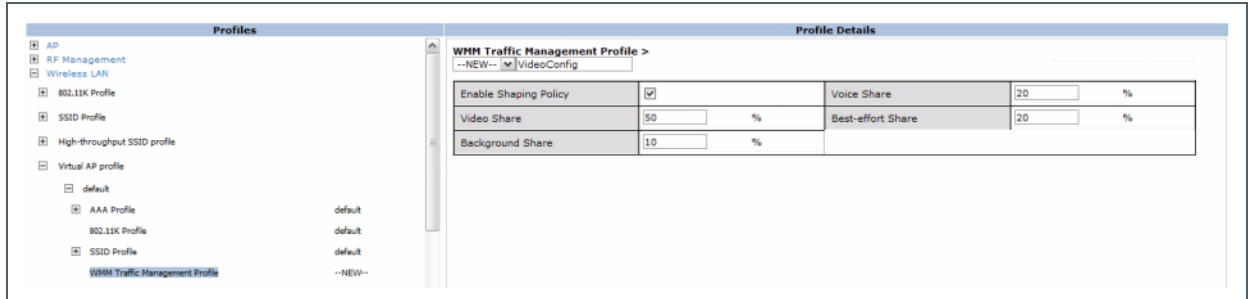 Profiles
AP
RF Management
Wireless LAN
802.11K Profile
SSID Profile
High-throughput SSID profile
Virtual AP profile
default
AAA Profile default
802.11K Profile default
SSID Profile default
WMM Traffic Management Profile --NEW--
Profile Details
WMM Traffic Management Profile >
--NEW-- VideoConfig
Enable Shaping Policy Voice Share 20 %
Video Share 50 % Best-effort Share 20 %
Background Share 10 %